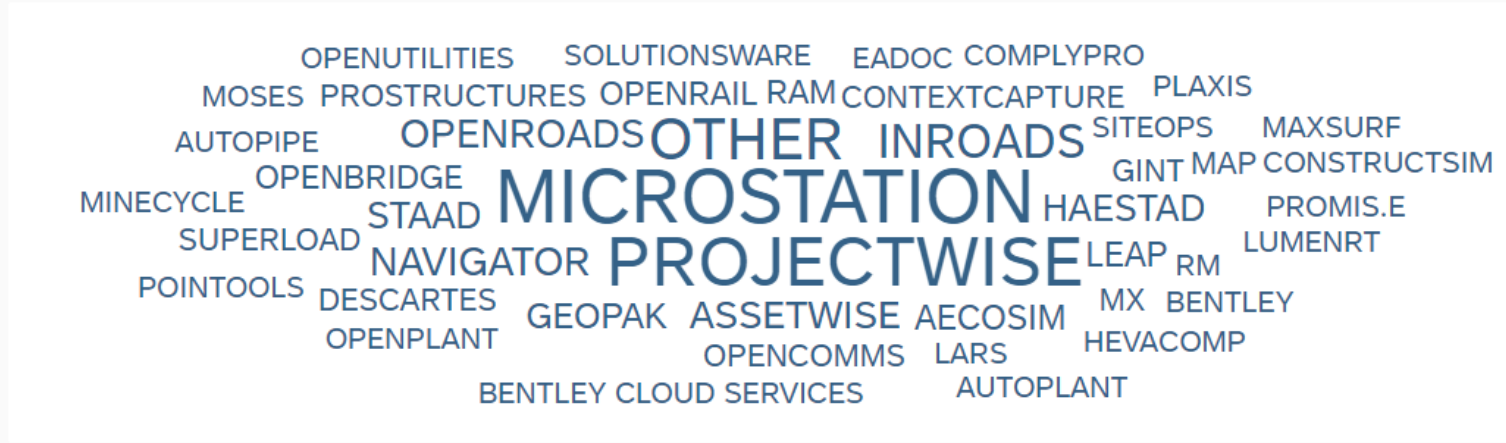 OPENUTILITIES SOLUTIONSWARE EADOC COMPLYPRO
MOSES PROSTRUCTURES OPENRAIL RAM CONTEXTCAPTURE PLAXIS
AUTOPIPE OPENROADS OTHER INROADS SITEOPS MAXSURF
OPENBRIDGE GINT MAP CONSTRUCTSIM
MINECYCLE STAAD MICROSTATION HAESTAD PROMIS.E
SUPERLOAD NAVIGATOR PROJECTWISE LEAP RM LUMENRT
POINTOOLS DESCARTES GEOPAK ASSETWISE AECOSIM MX BENTLEY
OPENPLANT OPENCOMMS LARS HEVACOMP
BENTLEY CLOUD SERVICES AUTOPLANT